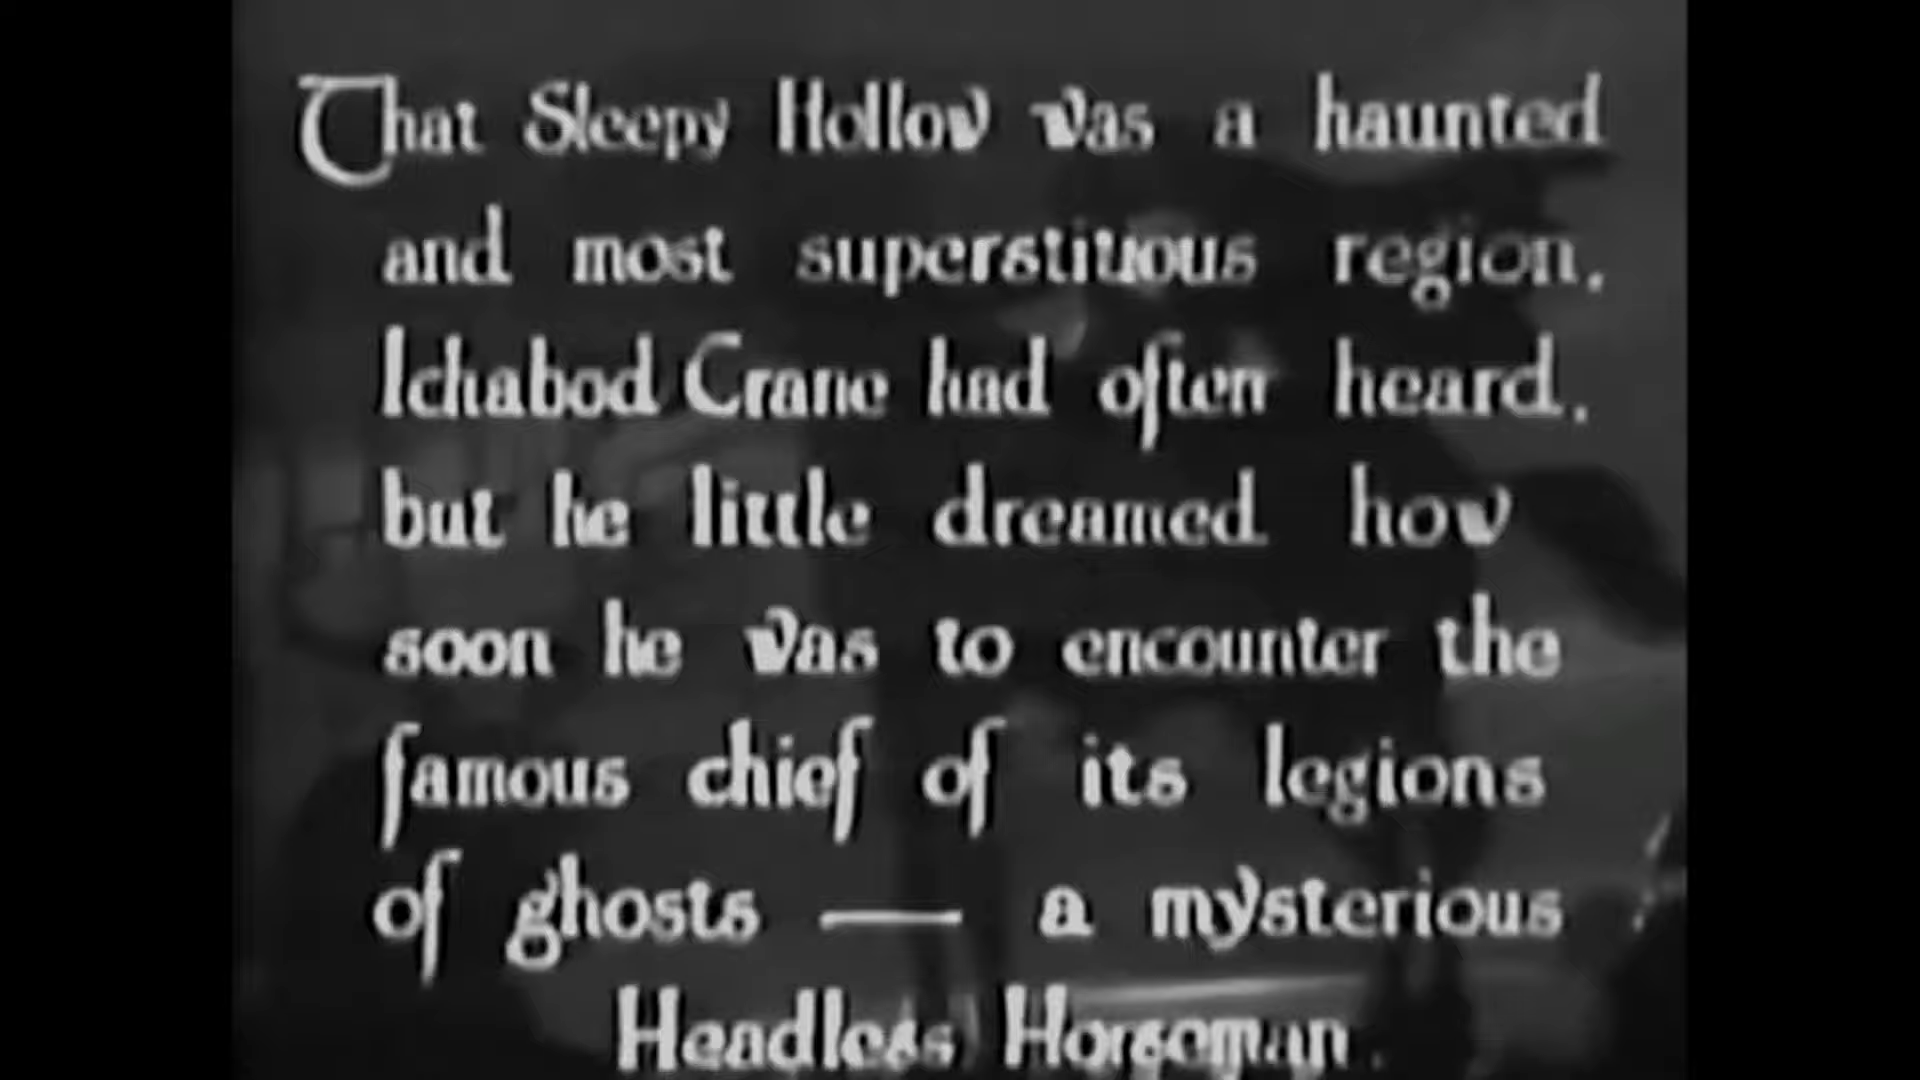 That Sleepy Hollow was a haunted
and most superstitious region,
Ichabod Crane had often heard,
but he little dreamed how
soon he was to encounter the
famous chief of its legions
of ghosts — a mysterious
Headless Horseman.